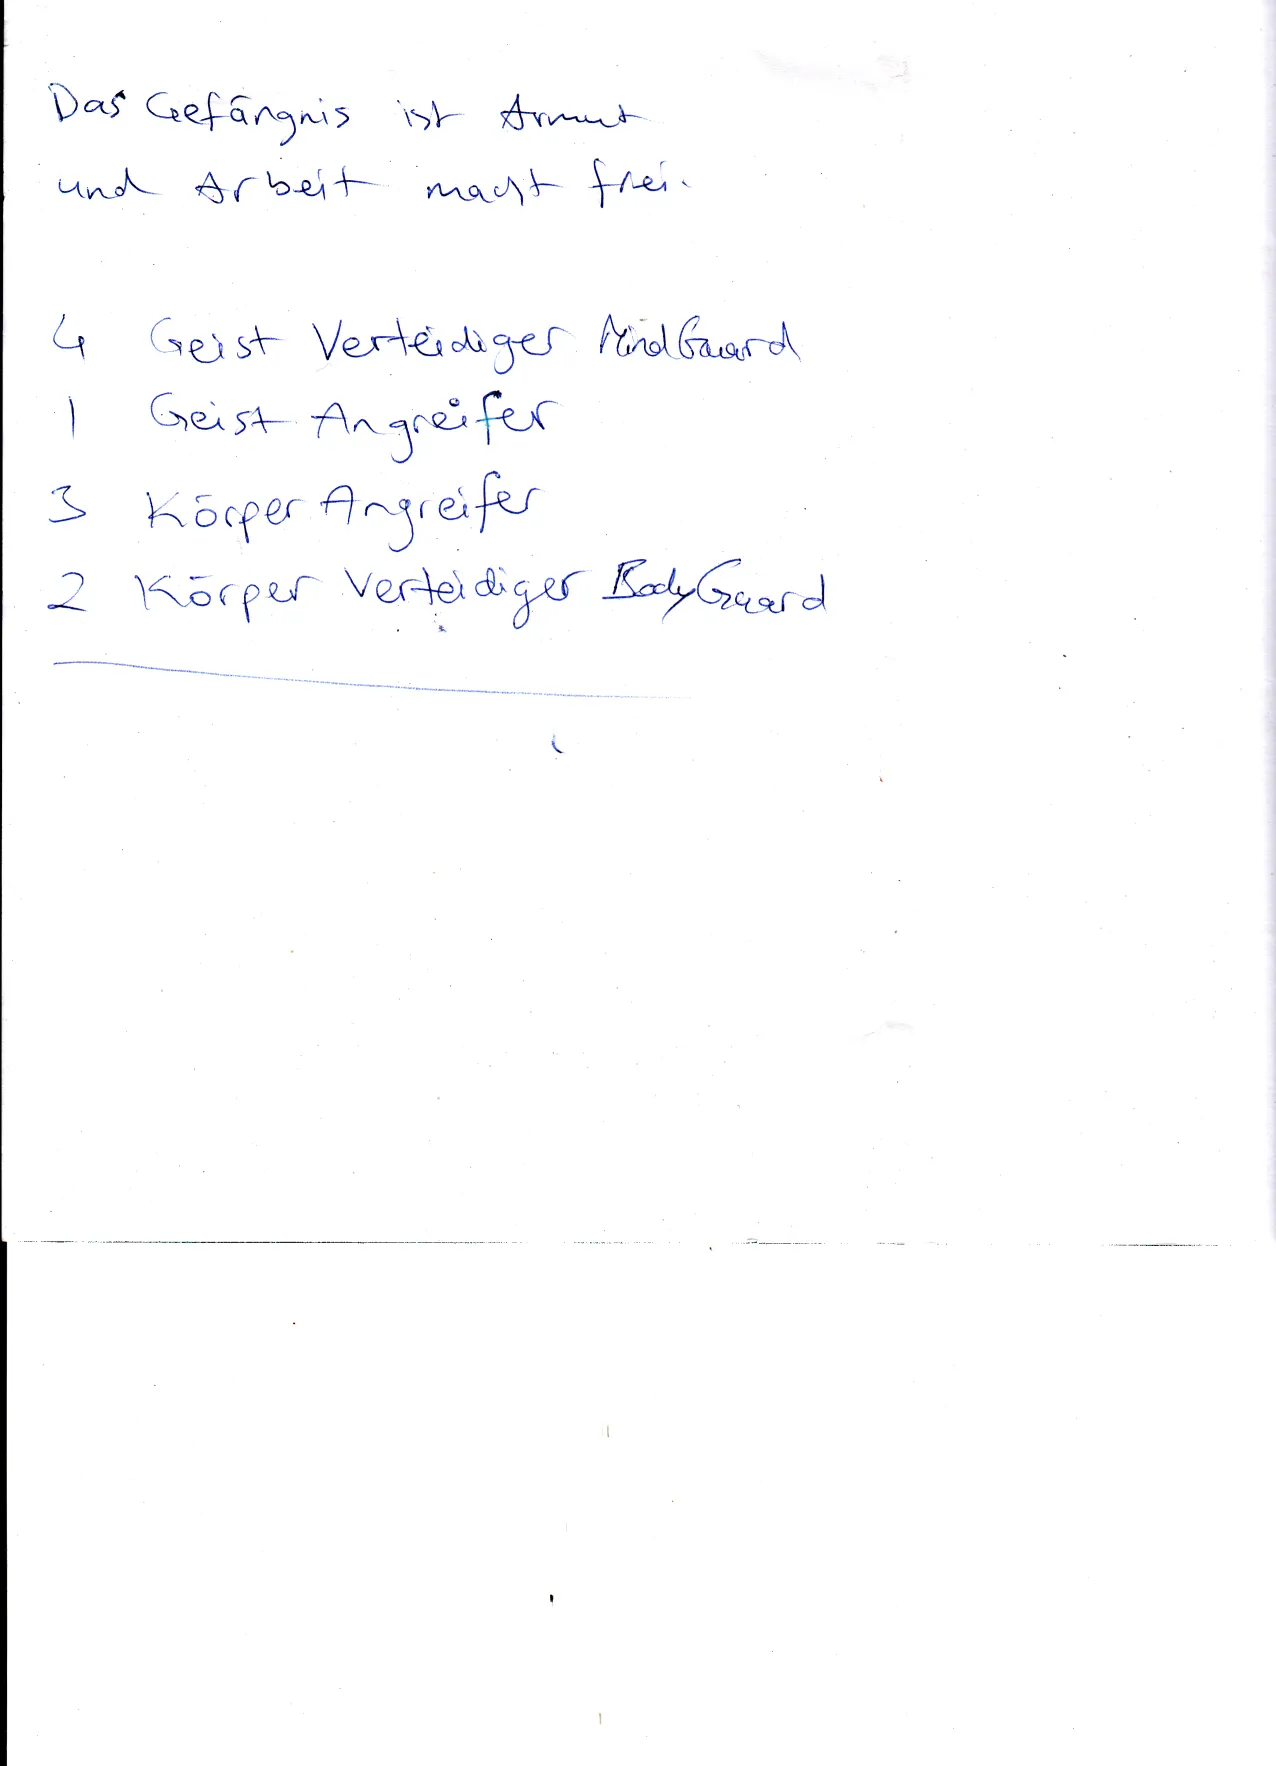 Das Gefängnis ist Armut
und Arbeit macht frei.
4 Geist Verteidiger MindGuard
1 Geist Angreifer
3 Körper Angreifer
2 Körper Verteidiger BodyGuard